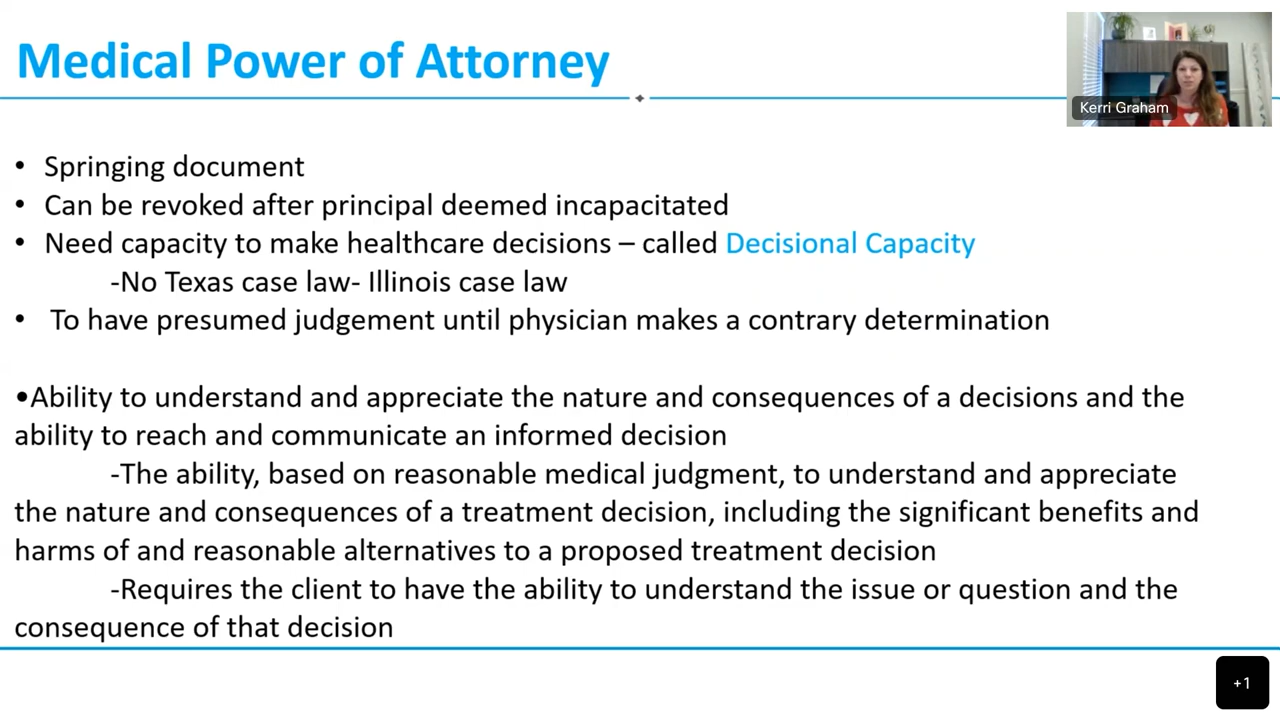 Medical Power of Attorney
Kerri Graham
• Springing document
• Can be revoked after principal deemed incapacitated
• Need capacity to make healthcare decisions – called Decisional Capacity
-No Texas case law- Illinois case law
• To have presumed judgement until physician makes a contrary determination
•Ability to understand and appreciate the nature and consequences of a decisions and the
ability to reach and communicate an informed decision
-The ability, based on reasonable medical judgment, to understand and appreciate
the nature and consequences of a treatment decision, including the significant benefits and
harms of and reasonable alternatives to a proposed treatment decision
-Requires the client to have the ability to understand the issue or question and the
consequence of that decision
+1